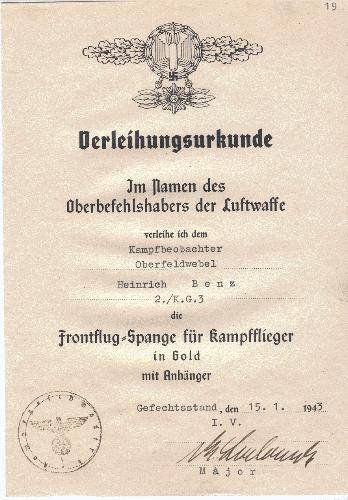 19
Verleihungsurkunde
Im Namen des
Oberbefehlshabers der Luftwaffe
verleihe ich dem
Kampfbeobachter
Oberfeldwebel
Heinrich Benz
2./K.G.3
die
Frontflug-Spange für Kampfflieger
in Gold
mit Anhänger
Gefechtsstand, den 15. 1. 1943
I. V.
Major